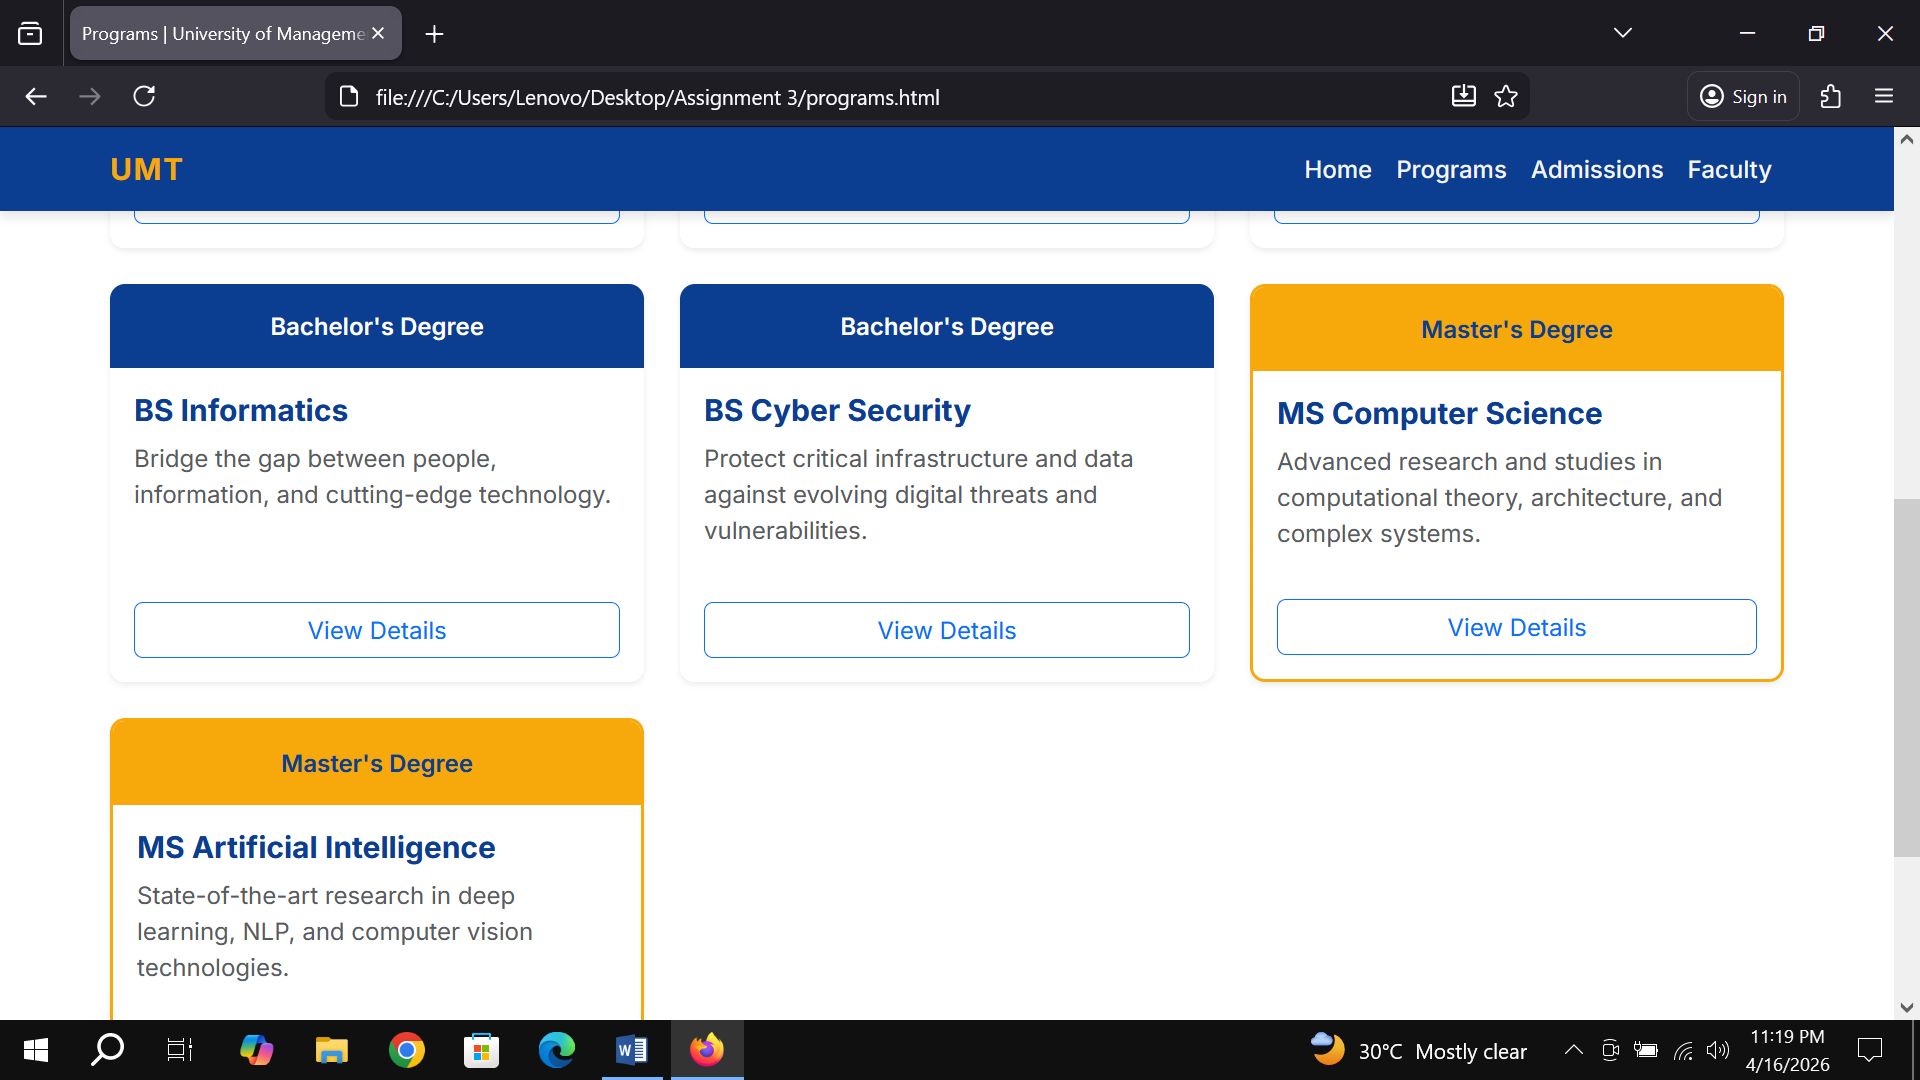 Programs | University of Manageme
file:///C:/Users/Lenovo/Desktop/Assignment 3/programs.html
Sign in
UMT
Home
Programs
Admissions
Faculty
Bachelor's Degree
BS Informatics
Bridge the gap between people,
information, and cutting-edge technology.
View Details
Bachelor's Degree
BS Cyber Security
Protect critical infrastructure and data
against evolving digital threats and
vulnerabilities.
View Details
Master's Degree
MS Computer Science
Advanced research and studies in
computational theory, architecture, and
complex systems.
View Details
Master's Degree
MS Artificial Intelligence
State-of-the-art research in deep
learning, NLP, and computer vision
technologies.
30°C Mostly clear
11:19 PM
4/16/2026